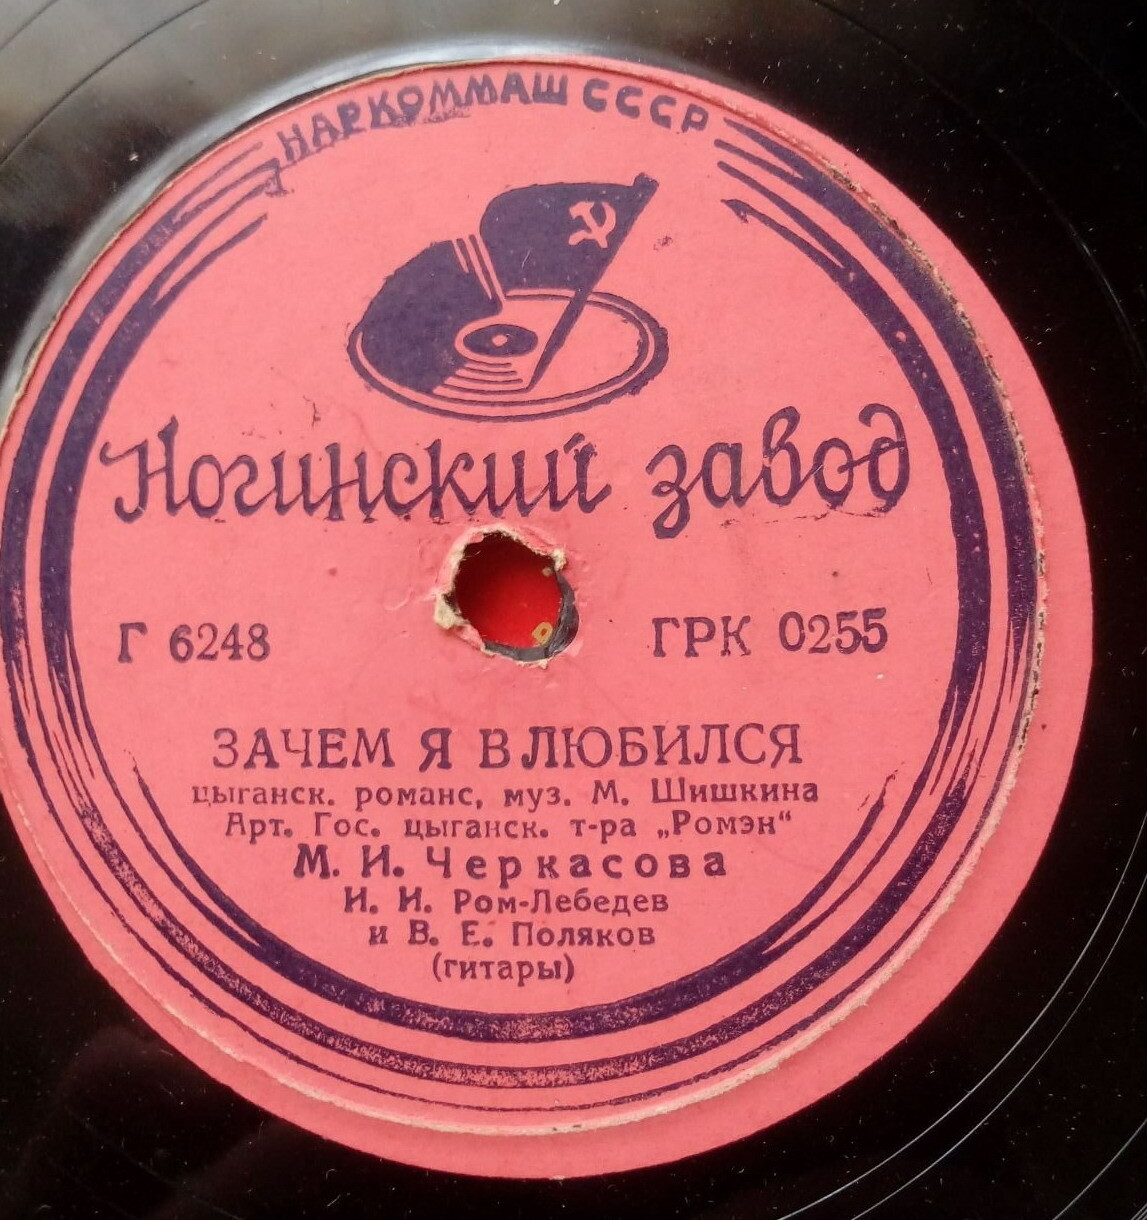 НАРКОММАШ СССР
Ногинский завод
Г 6248 ГРК 0255
ЗАЧЕМ Я ВЛЮБИЛСЯ
цыганск. романс, муз. М. Шишкина
Арт. Гос. цыганск. т-ра „Ромэн“
М. И. Черкасова
И. И. Ром-Лебедев
и В. Е. Поляков
(гитары)